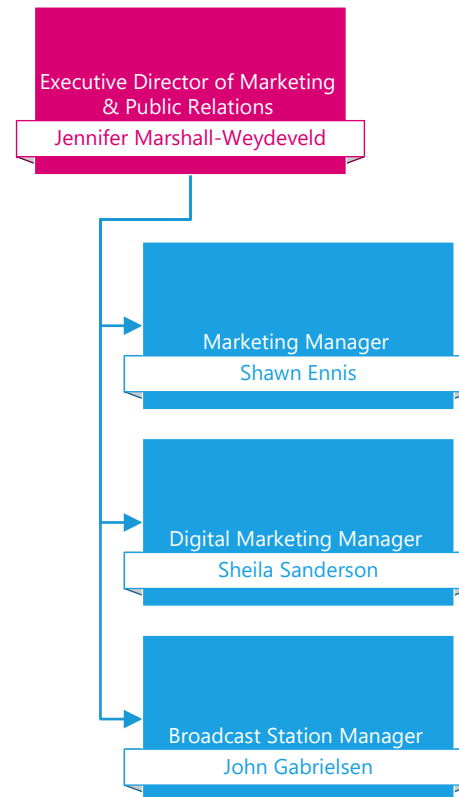 Executive Director of Marketing
& Public Relations
Jennifer Marshall-Weydeveld
Marketing Manager
Shawn Ennis
Digital Marketing Manager
Sheila Sanderson
Broadcast Station Manager
John Gabrielsen